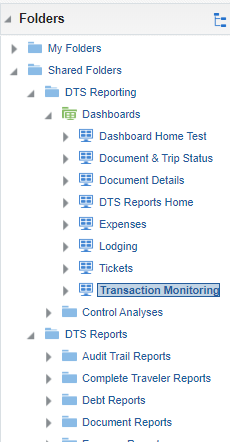 Folders
My Folders
Shared Folders
DTS Reporting
Dashboards
Dashboard Home Test
Document & Trip Status
Document Details
DTS Reports Home
Expenses
Lodging
Tickets
Transaction Monitoring
Control Analyses
DTS Reports
Audit Trail Reports
Complete Traveler Reports
Debt Reports
Document Reports